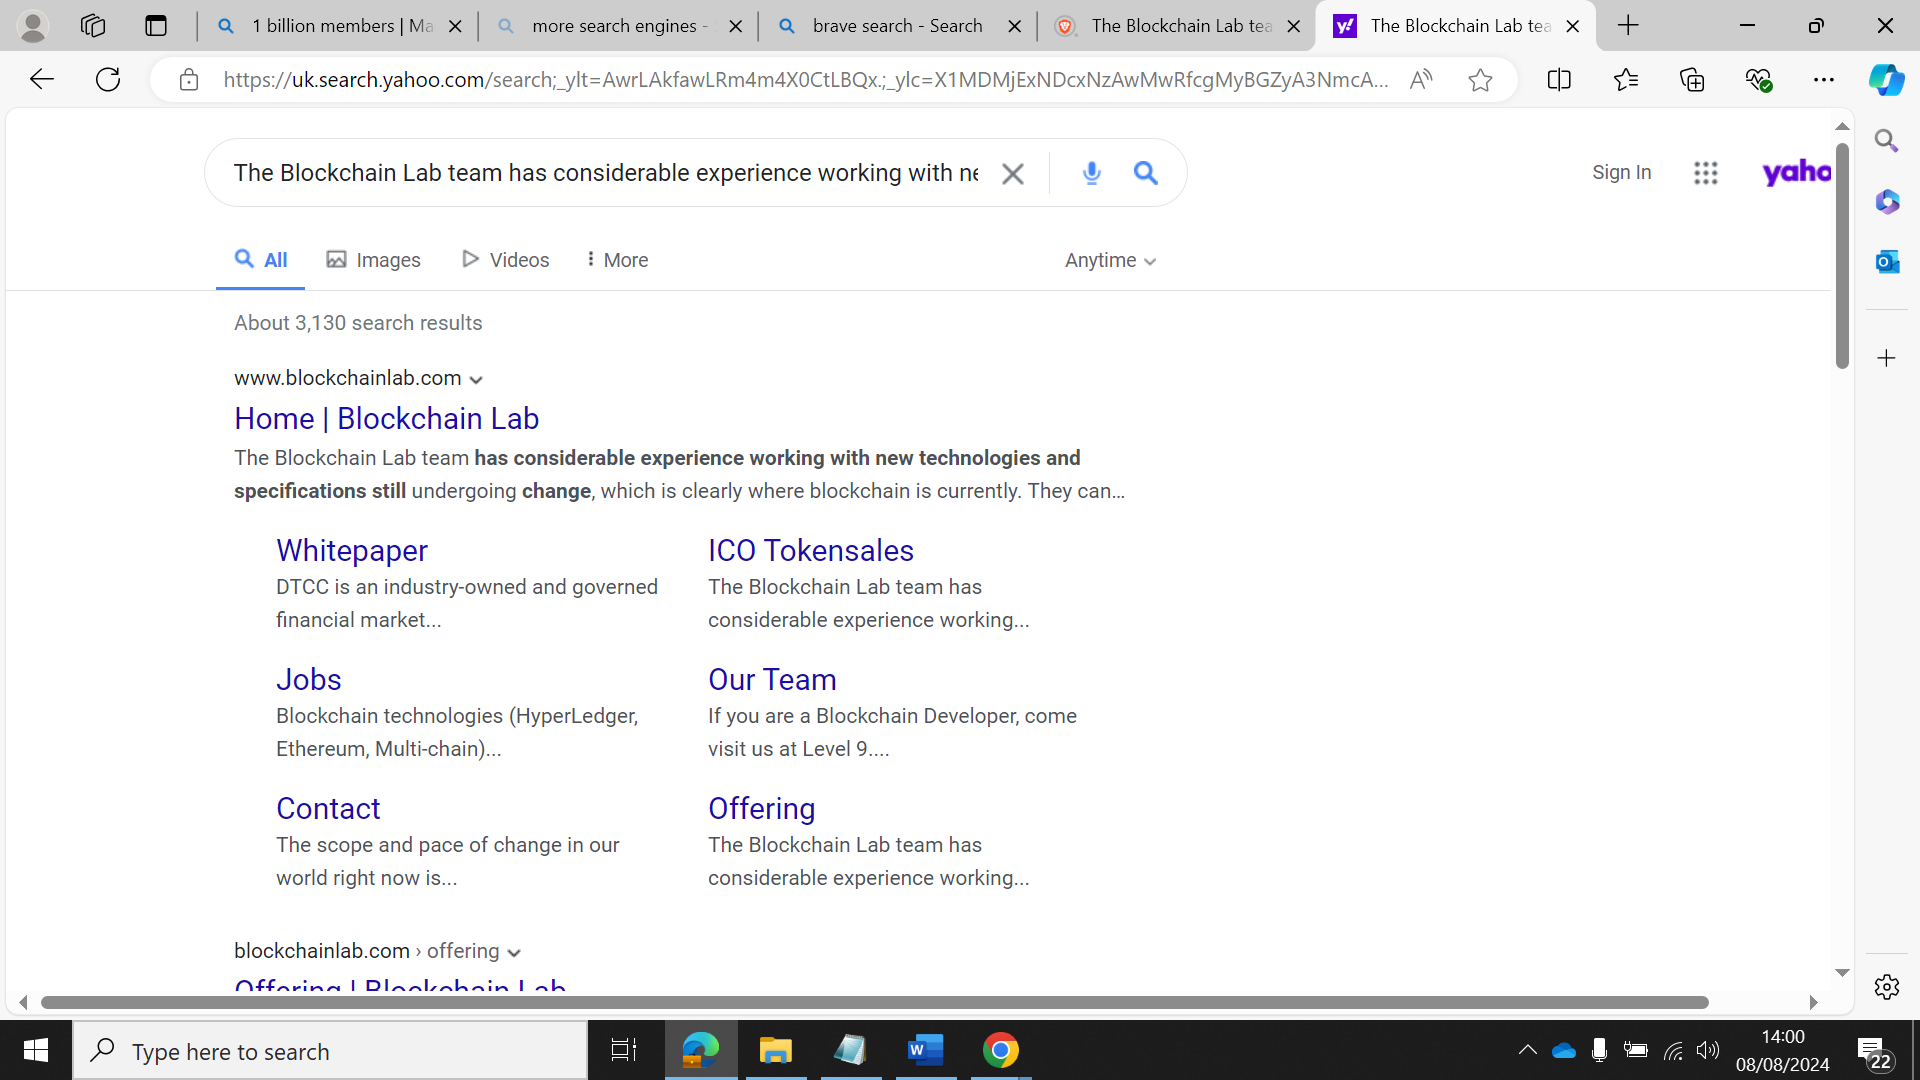 1 billion members | Ma
more search engines -
brave search - Search
The Blockchain Lab tea
The Blockchain Lab tea
https://uk.search.yahoo.com/search;_ylt=AwrLAkfawLRm4m4X0CtLBQx.;_ylc=X1MDMjExNDcxNzAwMwRfcgMyBGZyA3NmcA...
The Blockchain Lab team has considerable experience working with ne
Sign In
yaho
All
Images
Videos
More
Anytime
About 3,130 search results
www.blockchainlab.com
Home | Blockchain Lab
The Blockchain Lab team has considerable experience working with new technologies and
specifications still undergoing change, which is clearly where blockchain is currently. They can...
Whitepaper
DTCC is an industry-owned and governed
financial market...
ICO Tokensales
The Blockchain Lab team has
considerable experience working...
Jobs
Blockchain technologies (HyperLedger,
Ethereum, Multi-chain)...
Our Team
If you are a Blockchain Developer, come
visit us at Level 9....
Contact
The scope and pace of change in our
world right now is...
Offering
The Blockchain Lab team has
considerable experience working...
blockchainlab.com › offering
Offering | Blockchain Lab
Type here to search
14:00
08/08/2024
22